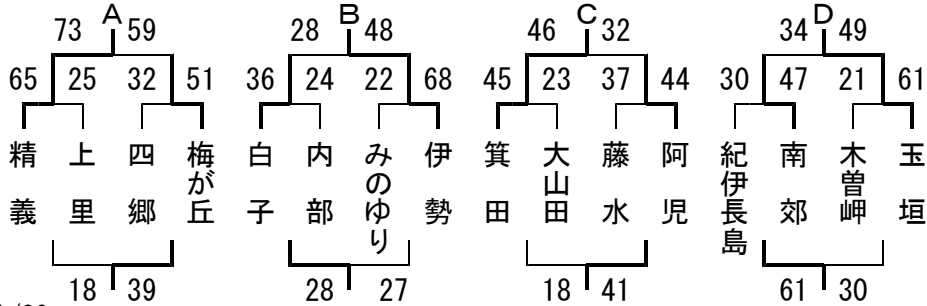 A B C D
73 59 28 48 46 32 34 49
65 25 32 51 36 24 22 68 45 23 37 44 30 47 21 61
精義 上里 四郷 梅が丘 白子 内部 みのゆり 伊勢 箕田 大山田 藤水 阿児 紀伊長島 南郊 木曽岬 玉垣
18 39 28 27 18 41 61 30